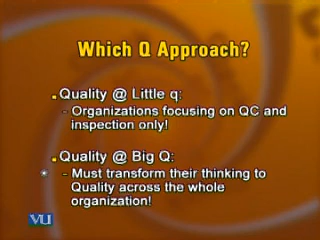 Which Q Approach?
Quality @ Little q:
- Organizations focusing on QC and
inspection only!
Quality @ Big Q:
* - Must transform their thinking to
Quality across the whole
organization!
VU